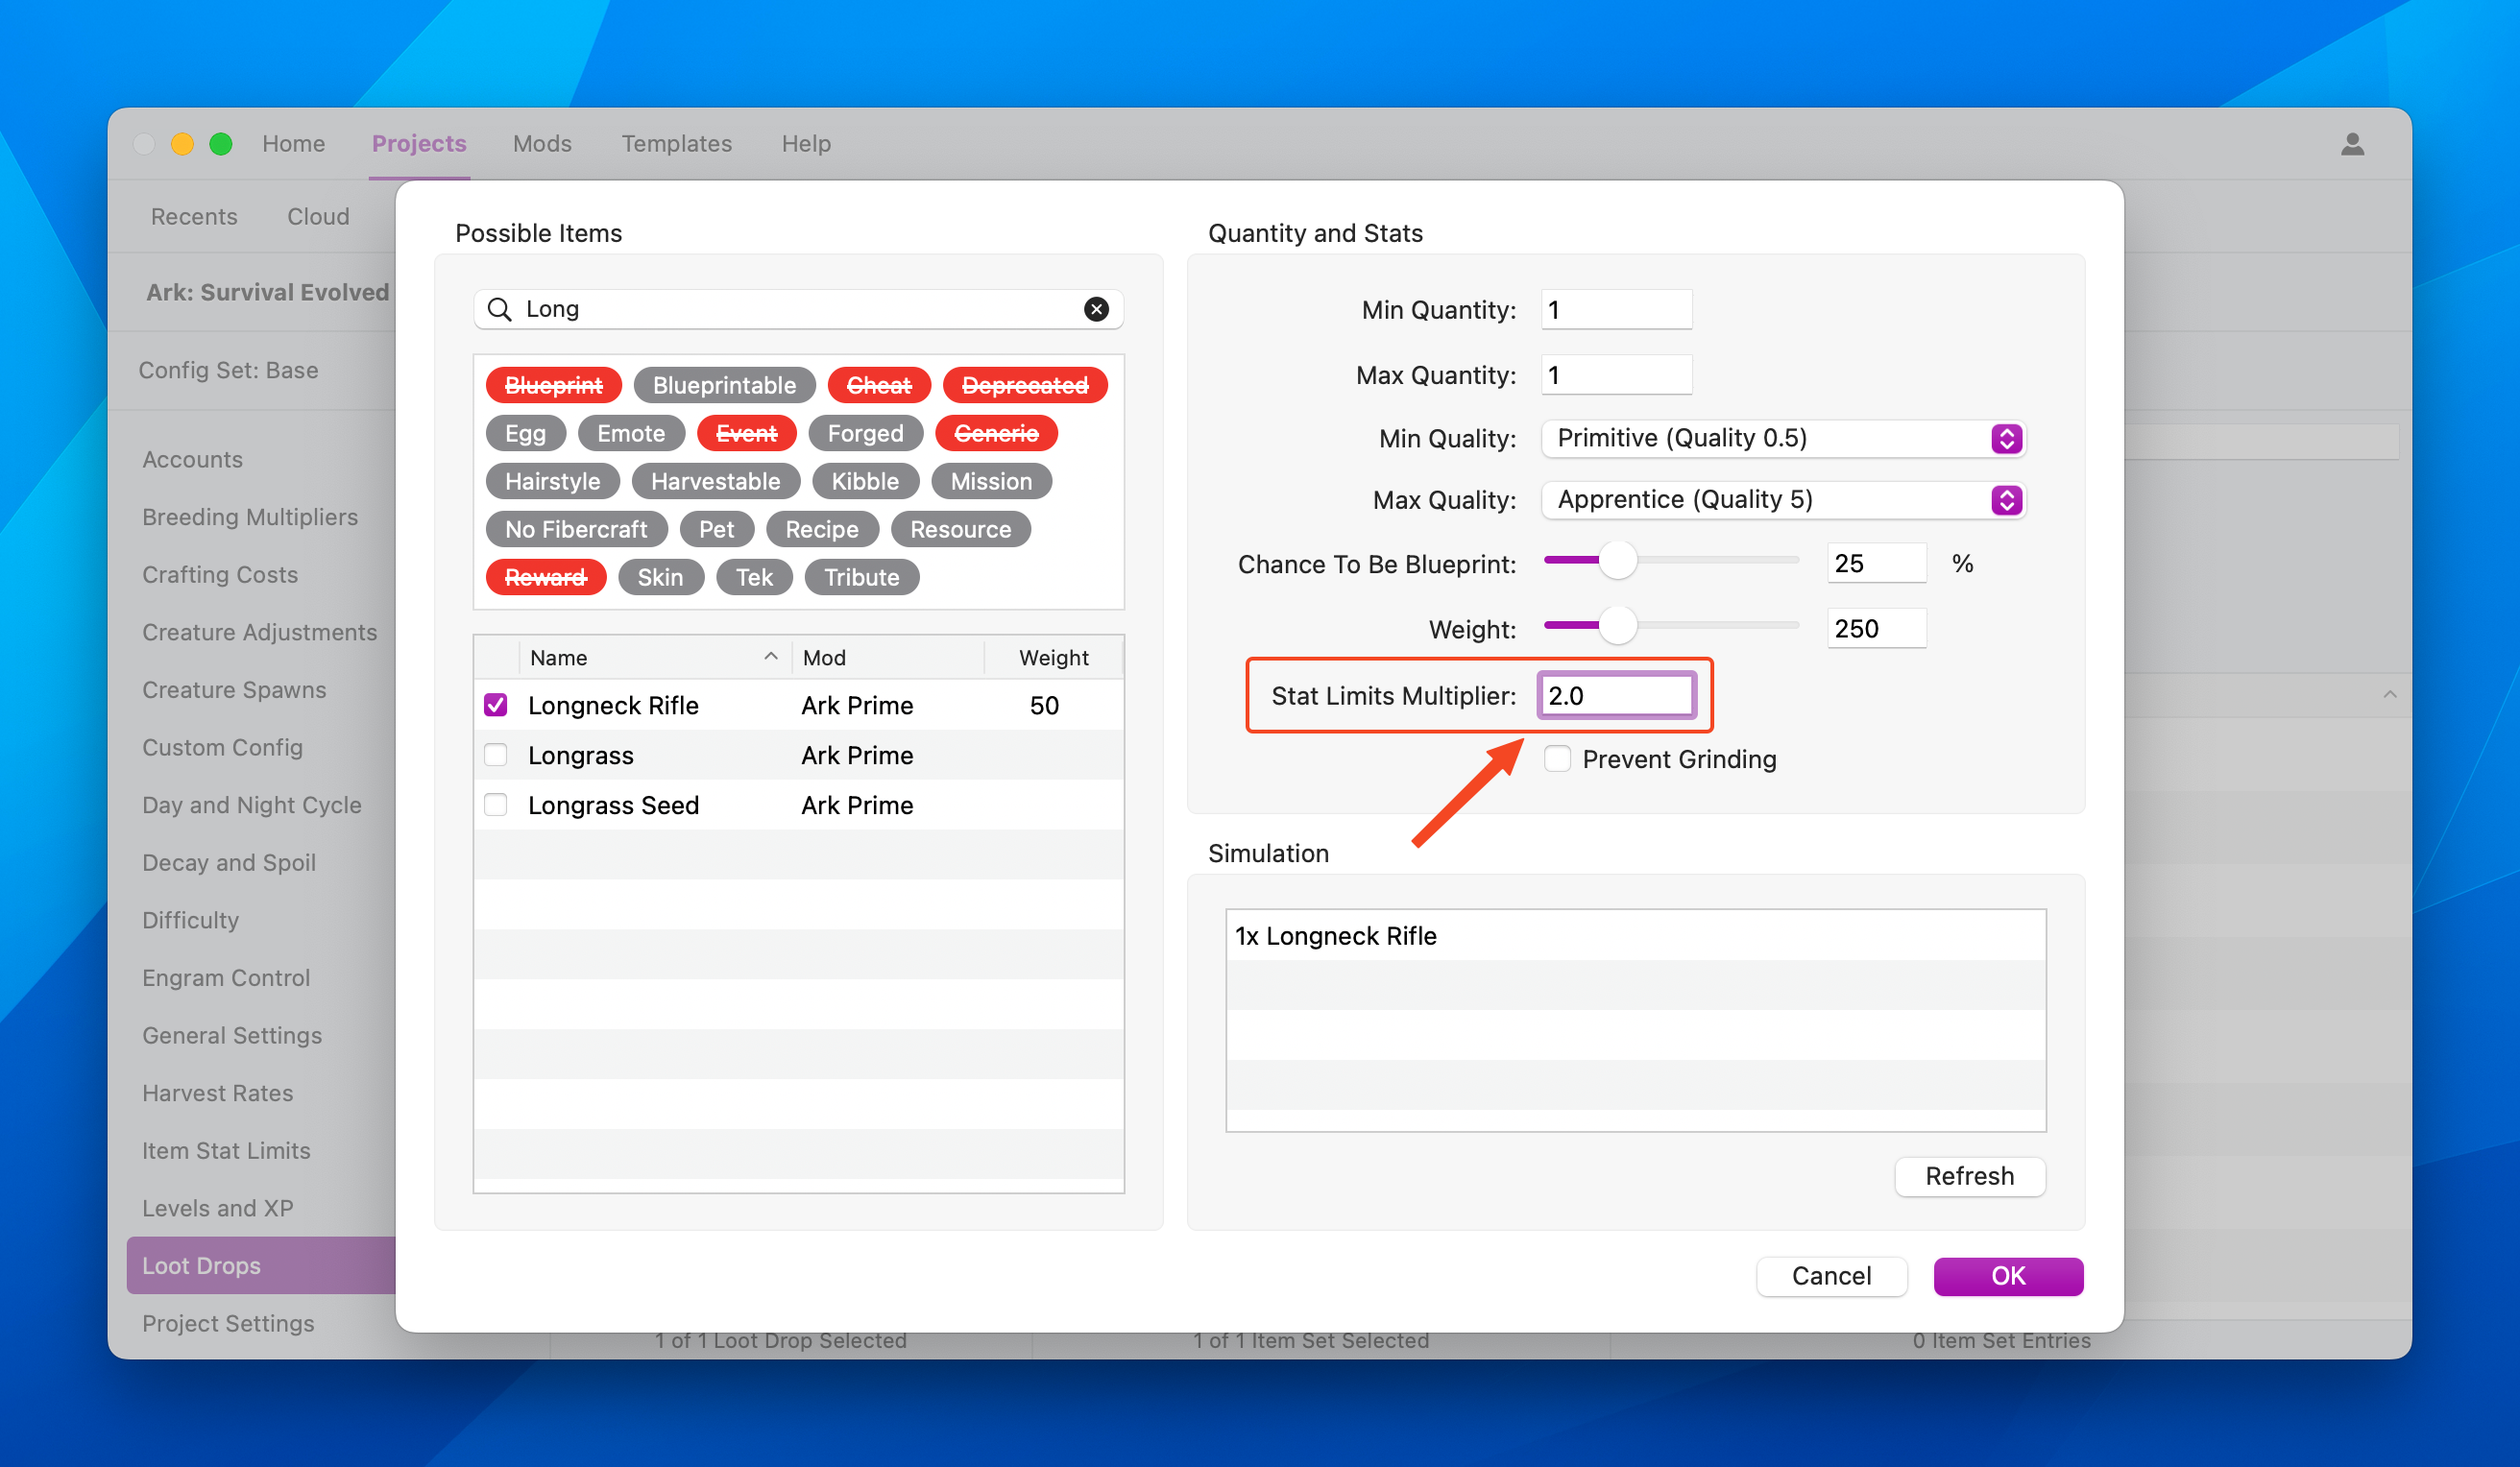 Home Projects Mods Templates Help
Recents Cloud
Ark: Survival Evolved
Config Set: Base
Accounts
Breeding Multipliers
Crafting Costs
Creature Adjustments
Creature Spawns
Custom Config
Day and Night Cycle
Decay and Spoil
Difficulty
Engram Control
General Settings
Harvest Rates
Item Stat Limits
Levels and XP
Loot Drops
Project Settings
Possible Items
Long
Blueprint Blueprintable Cheat Deprecated
Egg Emote Event Forged Generic
Hairstyle Harvestable Kibble Mission
No Fibercraft Pet Recipe Resource
Reward Skin Tek Tribute
Name Mod Weight
Longneck Rifle Ark Prime 50
Longrass Ark Prime
Longrass Seed Ark Prime
Quantity and Stats
Min Quantity: 1
Max Quantity: 1
Min Quality: Primitive (Quality 0.5)
Max Quality: Apprentice (Quality 5)
Chance To Be Blueprint: 25 %
Weight: 250
Stat Limits Multiplier: 2.0
Prevent Grinding
Simulation
1x Longneck Rifle
Refresh
Cancel OK
1 of 1 Loot Drop Selected 1 of 1 Item Set Selected 0 Item Set Entries